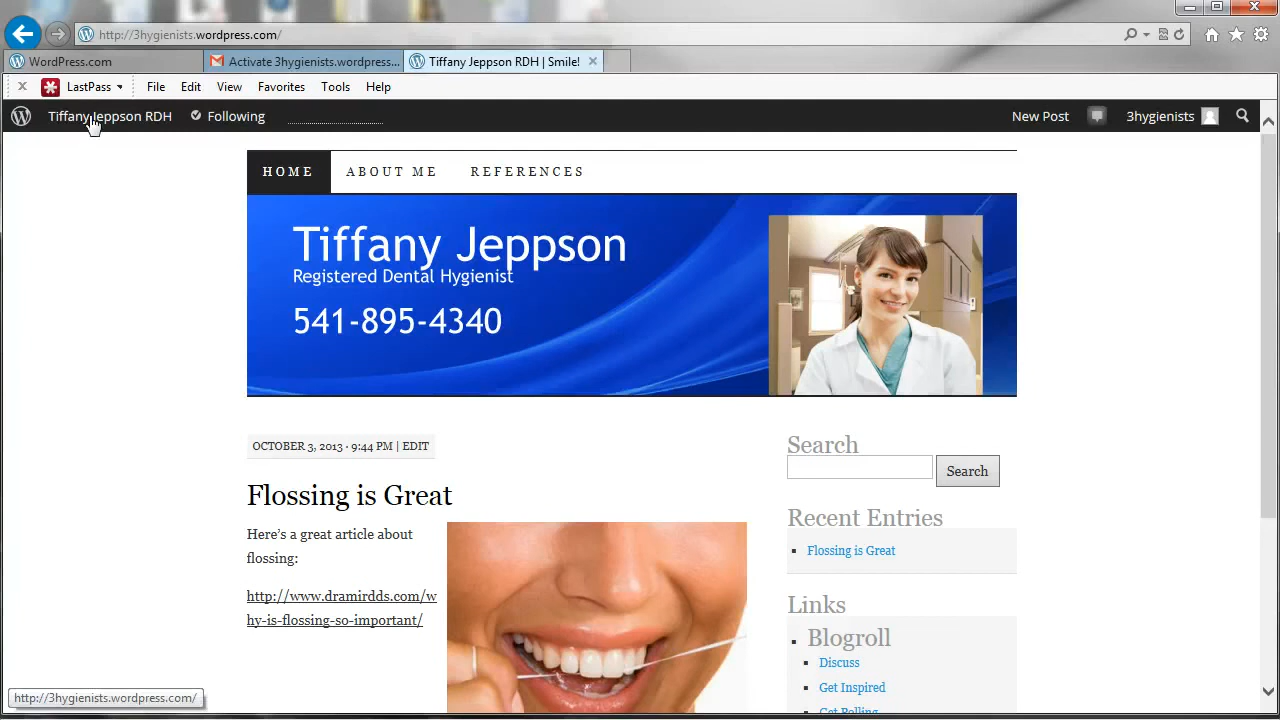 http://3hygienists.wordpress.com/
WordPress.com
Activate 3hygienists.wordpress...
Tiffany Jeppson RDH | Smile!
LastPass
File Edit View Favorites Tools Help
Tiffany Jeppson RDH Following New Post 3hygienists
HOME ABOUT ME REFERENCES
Tiffany Jeppson
Registered Dental Hygienist
541-895-4340
OCTOBER 3, 2013 · 9:44 PM | EDIT
Flossing is Great
Here's a great article about
flossing:
http://www.dramirdds.com/w
hy-is-flossing-so-important/
Search
Search
Recent Entries
Flossing is Great
Links
Blogroll
Discuss
Get Inspired
Get Polling
http://3hygienists.wordpress.com/